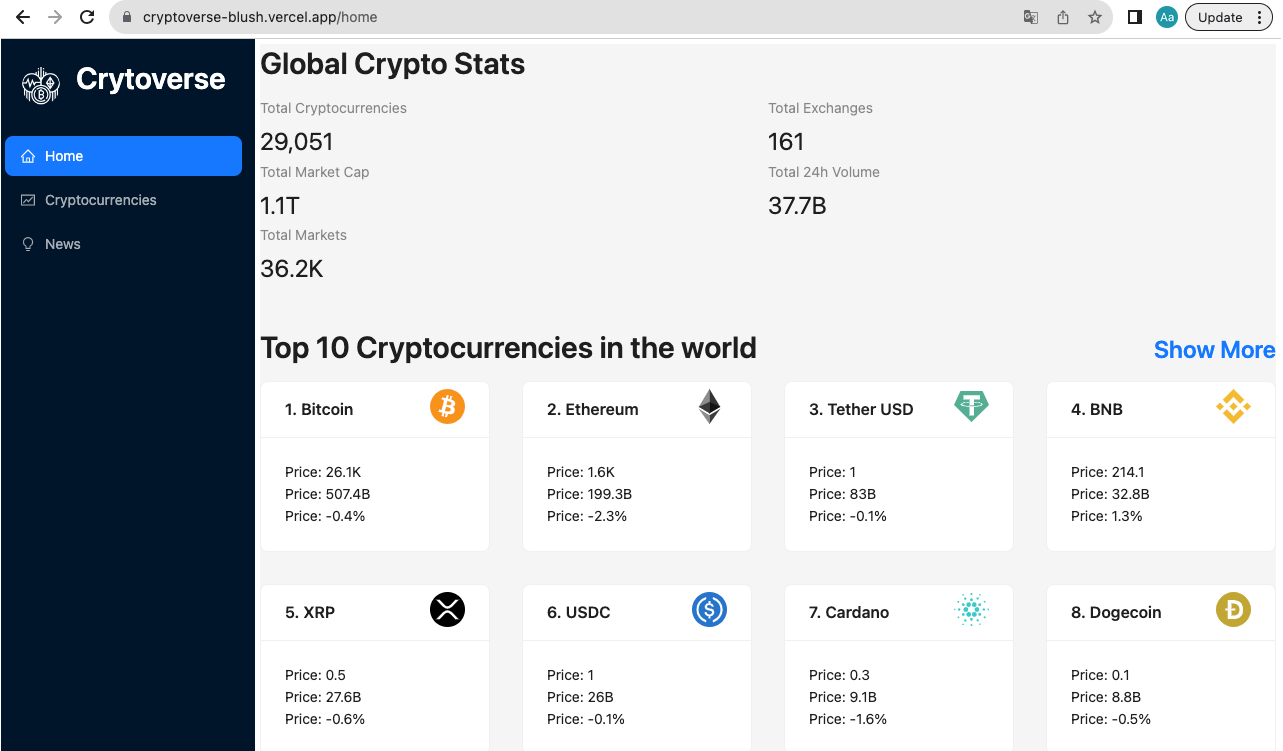 cryptoverse-blush.vercel.app/home
Aa
Update
Crytoverse
Home
Cryptocurrencies
News
Global Crypto Stats
Total Cryptocurrencies
29,051
Total Exchanges
161
Total Market Cap
1.1T
Total 24h Volume
37.7B
Total Markets
36.2K
Top 10 Cryptocurrencies in the world
Show More
1. Bitcoin
Price: 26.1K
Price: 507.4B
Price: -0.4%
2. Ethereum
Price: 1.6K
Price: 199.3B
Price: -2.3%
3. Tether USD
Price: 1
Price: 83B
Price: -0.1%
4. BNB
Price: 214.1
Price: 32.8B
Price: 1.3%
5. XRP
Price: 0.5
Price: 27.6B
Price: -0.6%
6. USDC
Price: 1
Price: 26B
Price: -0.1%
7. Cardano
Price: 0.3
Price: 9.1B
Price: -1.6%
8. Dogecoin
Price: 0.1
Price: 8.8B
Price: -0.5%